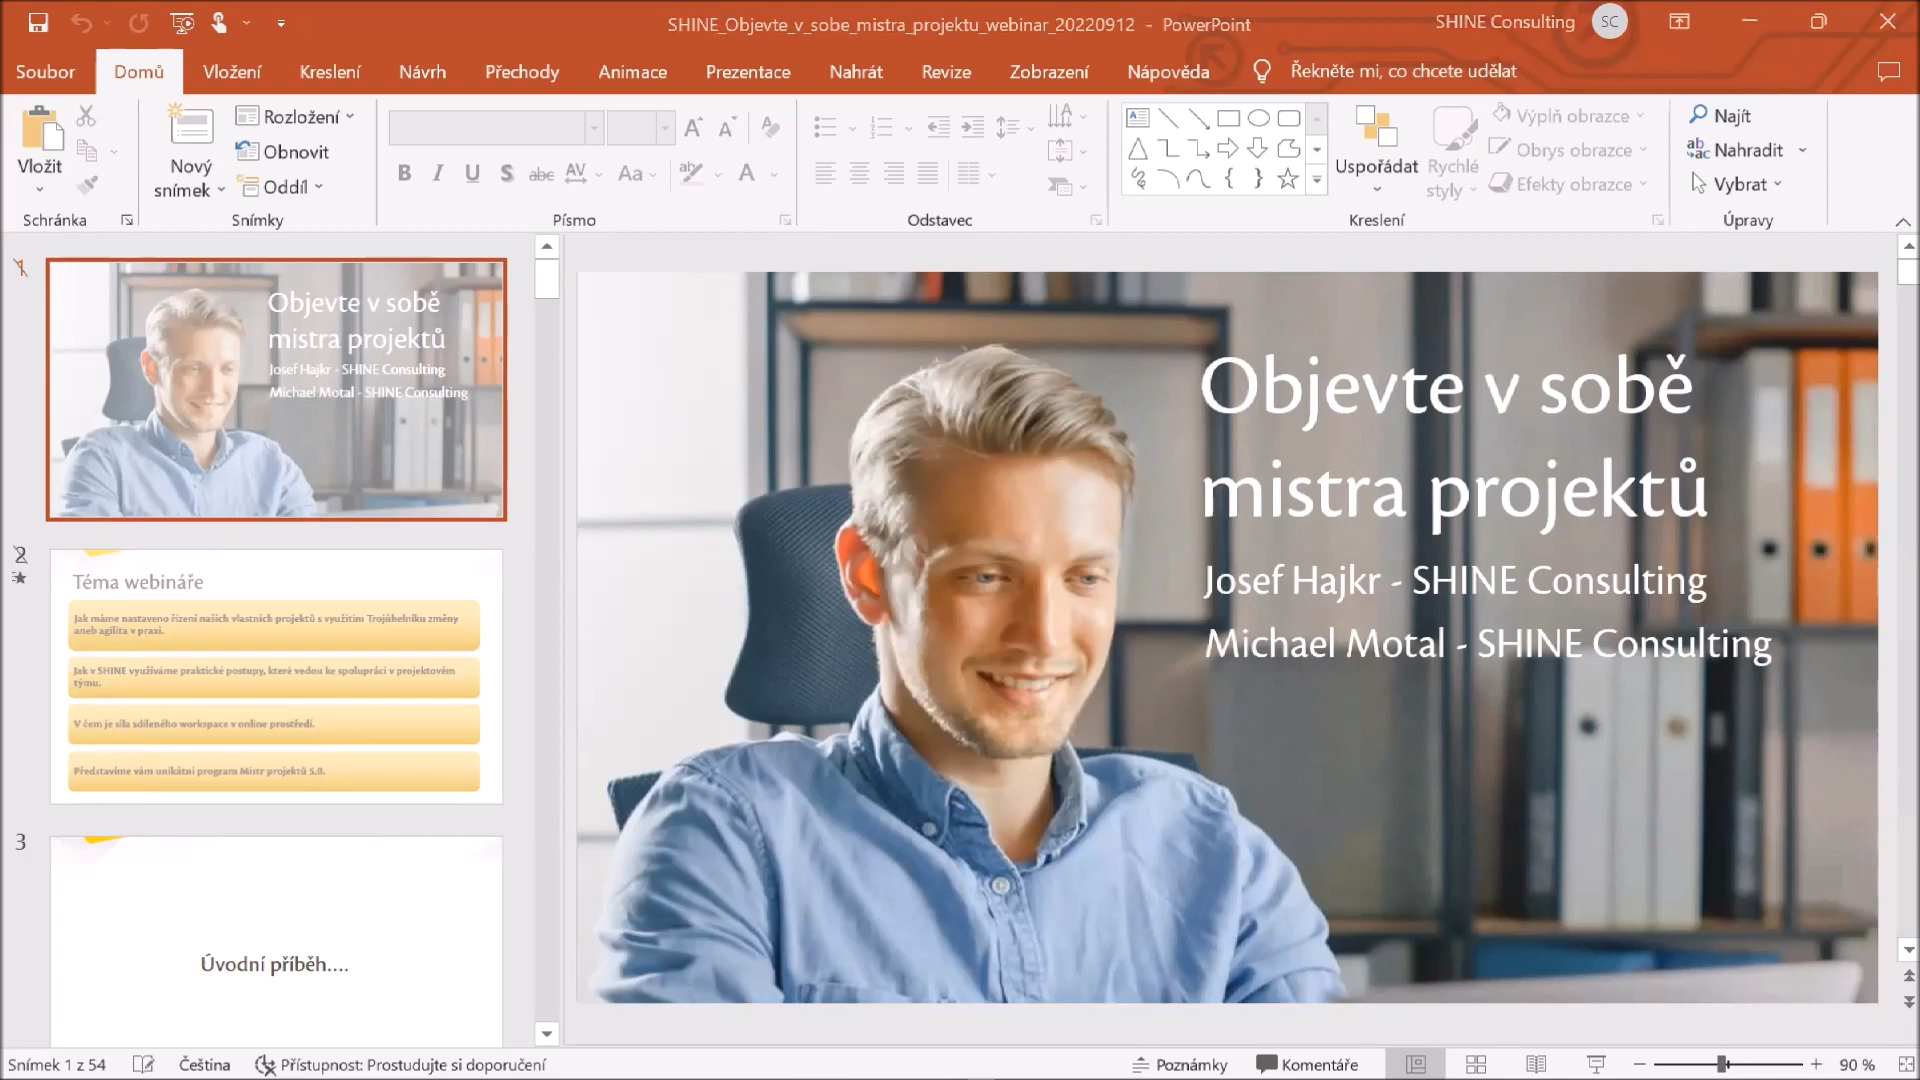 SHINE_Objevte_v_sobe_mistra_projektu_webinar_20220912 - PowerPoint
SHINE Consulting
SC
Soubor
Domů
Vložení
Kreslení
Návrh
Přechody
Animace
Prezentace
Nahrát
Revize
Zobrazení
Nápověda
Řekněte mi, co chcete udělat
Vložit
Schránka
Nový
snímek
Rozložení
Obnovit
Oddíl
Snímky
B I U S abc AV Aa A
Písmo
Odstavec
Uspořádat
Rychlé
styly
Výplň obrazce
Obrys obrazce
Efekty obrazce
Kreslení
Najít
Nahradit
Vybrat
Úpravy
1
Objevte v sobě
mistra projektů
Josef Hajkr - SHINE Consulting
Michael Motal - SHINE Consulting
2
Téma webináře
Jak máme nastaveno řízení našich vlastních projektů s využitím Trojúhelníku změny
aneb agilita v praxi.
Jak v SHINE využíváme praktické postupy, které vedou ke spolupráci v projektovém
týmu.
V čem je síla sdíleného workspace v online prostředí.
Představíme vám unikátní program Mistr projektů 5.0.
3
Úvodní příběh....
Objevte v sobě
mistra projektů
Josef Hajkr - SHINE Consulting
Michael Motal - SHINE Consulting
Snímek 1 z 54
Čeština
Přístupnost: Prostudujte si doporučení
Poznámky
Komentáře
90 %